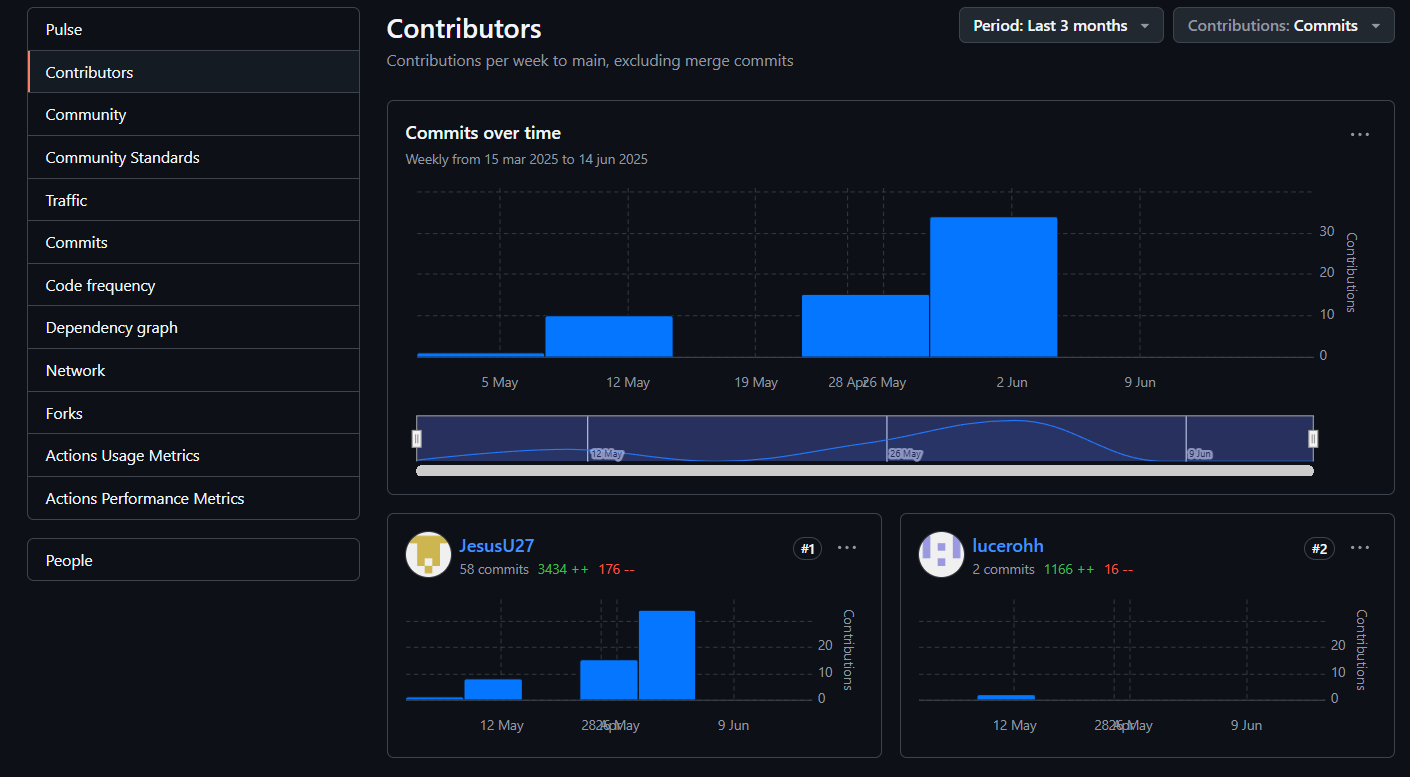 Pulse
Contributors
Community
Community Standards
Traffic
Commits
Code frequency
Dependency graph
Network
Forks
Actions Usage Metrics
Actions Performance Metrics
People
Contributors
Contributions per week to main, excluding merge commits
Period: Last 3 months
Contributions: Commits
Commits over time
Weekly from 15 mar 2025 to 14 jun 2025
30
20
10
0
Contributions
5 May 12 May 19 May 28 Apr 26 May 2 Jun 9 Jun
12 May 26 May 9 Jun
JesusU27
#1
58 commits 3434 ++ 176 --
20
10
0
Contributions
12 May 28 Apr 26 May 9 Jun
lucerohh
#2
2 commits 1166 ++ 16 --
20
10
0
Contributions
12 May 28 Apr 26 May 9 Jun